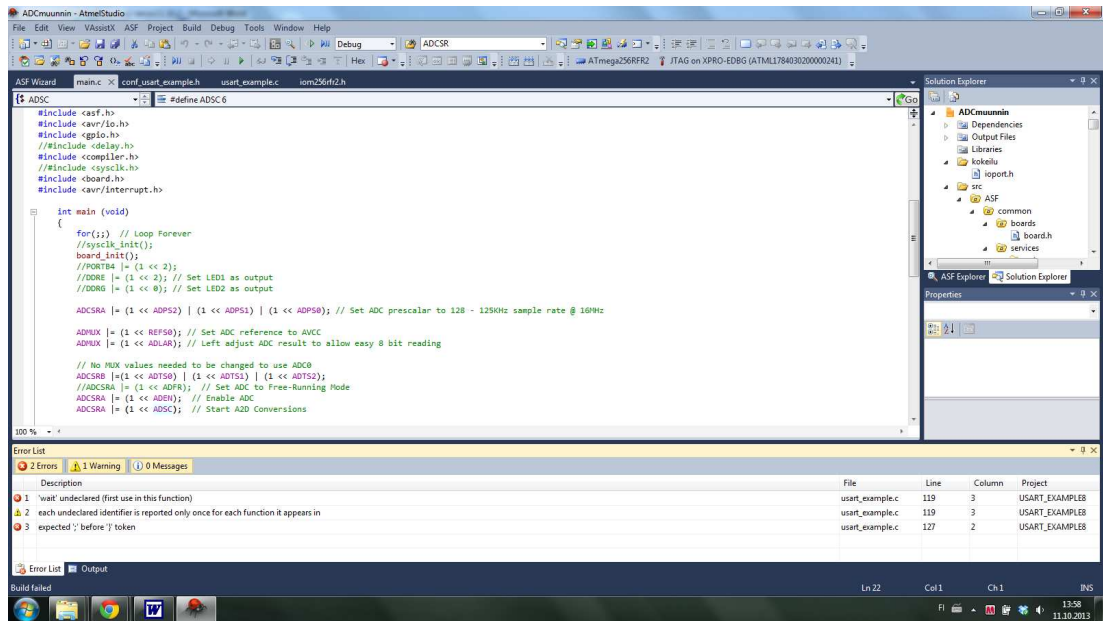 ADCmuunnin - AtmelStudio
File Edit View VAssistX ASF Project Build Debug Tools Window Help
Debug ADCSR
Hex ATmega256RFR2 JTAG on XPRO-EDBG (ATML1784030200000241)
ASF Wizard main.c conf_usart_example.h usart_example.c iom256rfr2.h
ADSC #define ADSC 6 Go
#include <asf.h>
#include <avr/io.h>
#include <gpio.h>
//#include <delay.h>
#include <compiler.h>
//#include <sysclk.h>
#include <board.h>
#include <avr/interrupt.h>
int main (void)
{
for(;;) // Loop Forever
//sysclk_init();
board_init();
//PORTB4 |= (1 << 2);
//DDRE |= (1 << 2); // Set LED1 as output
//DDRG |= (1 << 0); // Set LED2 as output
ADCSRA |= (1 << ADPS2) | (1 << ADPS1) | (1 << ADPS0); // Set ADC prescalar to 128 - 125KHz sample rate @ 16MHz
ADMUX |= (1 << REFS0); // Set ADC reference to AVCC
ADMUX |= (1 << ADLAR); // Left adjust ADC result to allow easy 8 bit reading
// No MUX values needed to be changed to use ADC0
ADCSRB |=(1 << ADTS0) | (1 << ADTS1) | (1 << ADTS2);
//ADCSRA |= (1 << ADFR); // Set ADC to Free-Running Mode
ADCSRA |= (1 << ADEN); // Enable ADC
ADCSRA |= (1 << ADSC); // Start A2D Conversions
100 %
Solution Explorer
ADCmuunnin
Dependencies
Output Files
Libraries
kokeilu
ioport.h
src
ASF
common
boards
board.h
services
ASF Explorer Solution Explorer
Properties
Error List
2 Errors 1 Warning 0 Messages
Description File Line Column Project
1 'wait' undeclared (first use in this function) usart_example.c 119 3 USART_EXAMPLE8
2 each undeclared identifier is reported only once for each function it appears in usart_example.c 119 3 USART_EXAMPLE8
3 expected ';' before '}' token usart_example.c 127 2 USART_EXAMPLE8
Error List Output
Build failed Ln 22 Col 1 Ch 1 INS
FI 13:58
11.10.2013